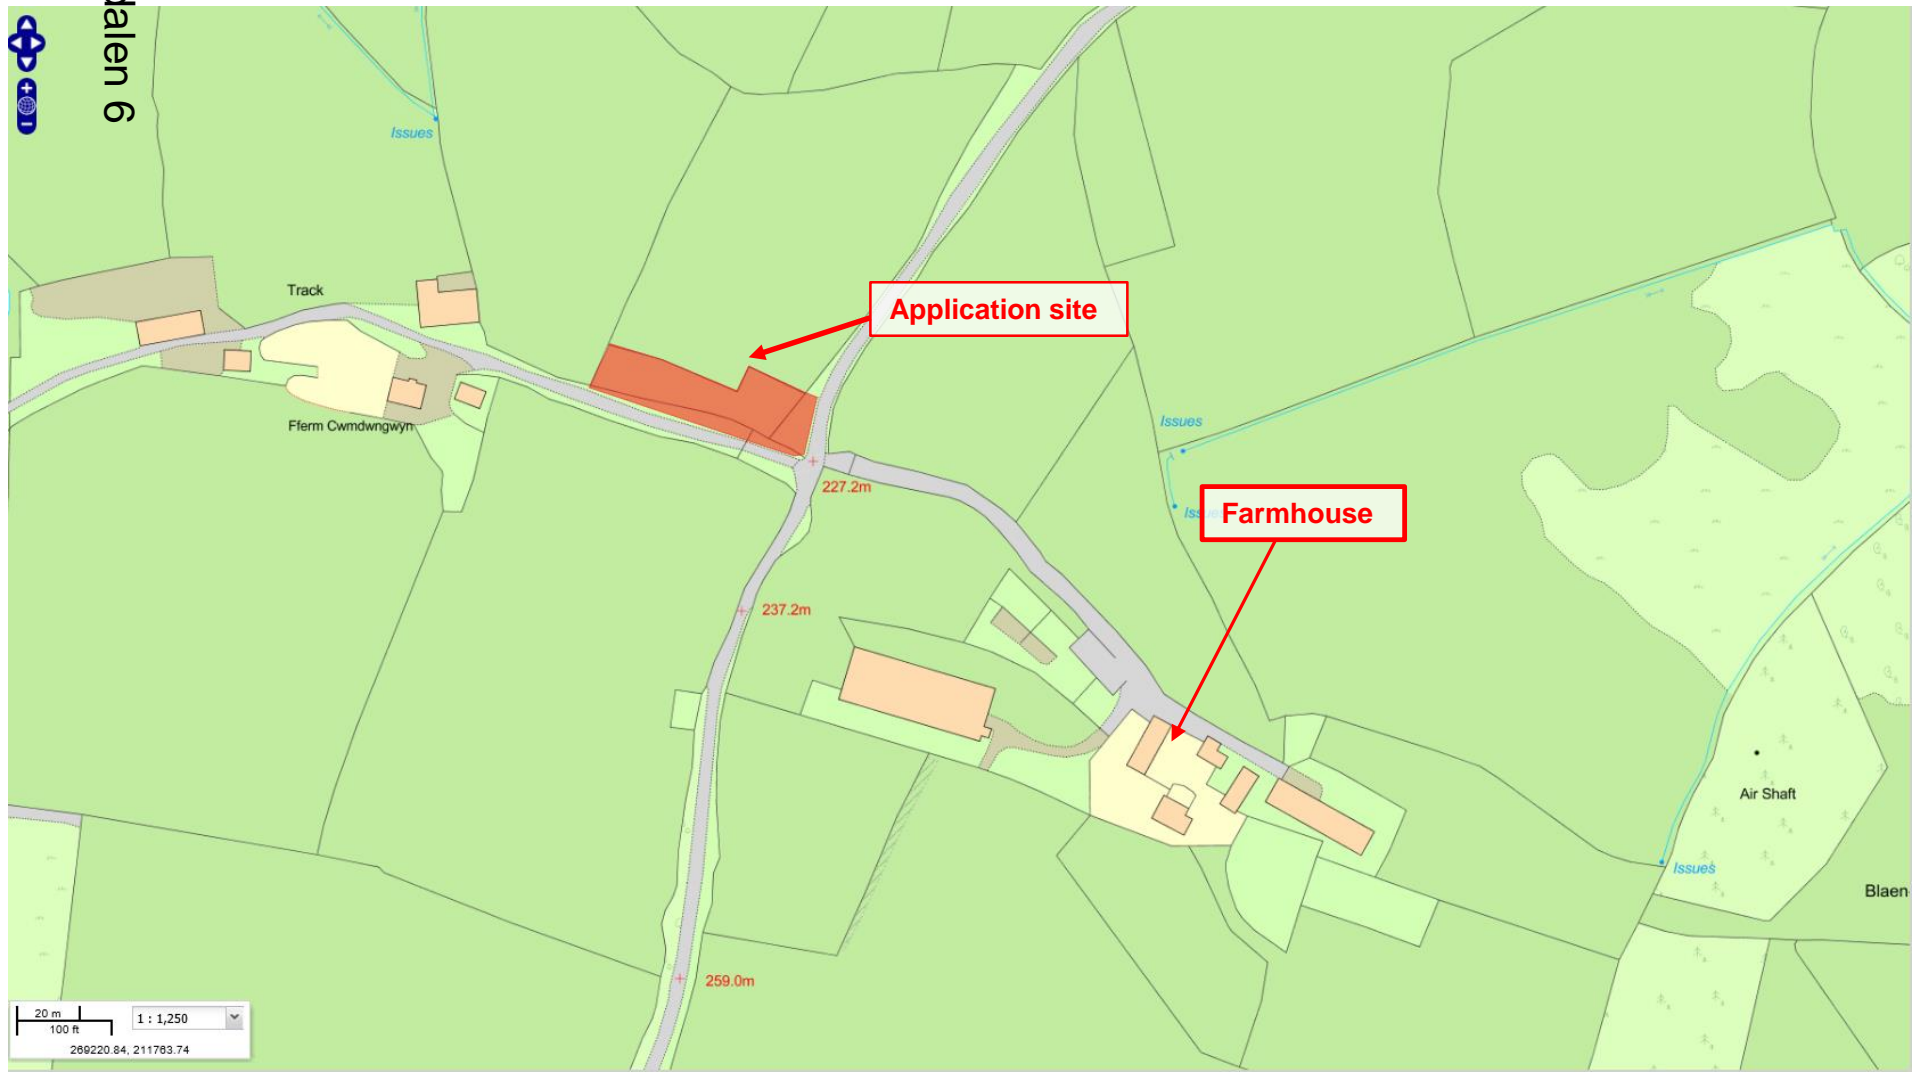 dalen 6
Issues
Track
Application site
Fferm Cwmdwngwyn
Issues
227.2m
Issues
Farmhouse
237.2m
Air Shaft
Issues
Blaen
259.0m
20 m
100 ft
1 : 1,250
269220.84, 211763.74